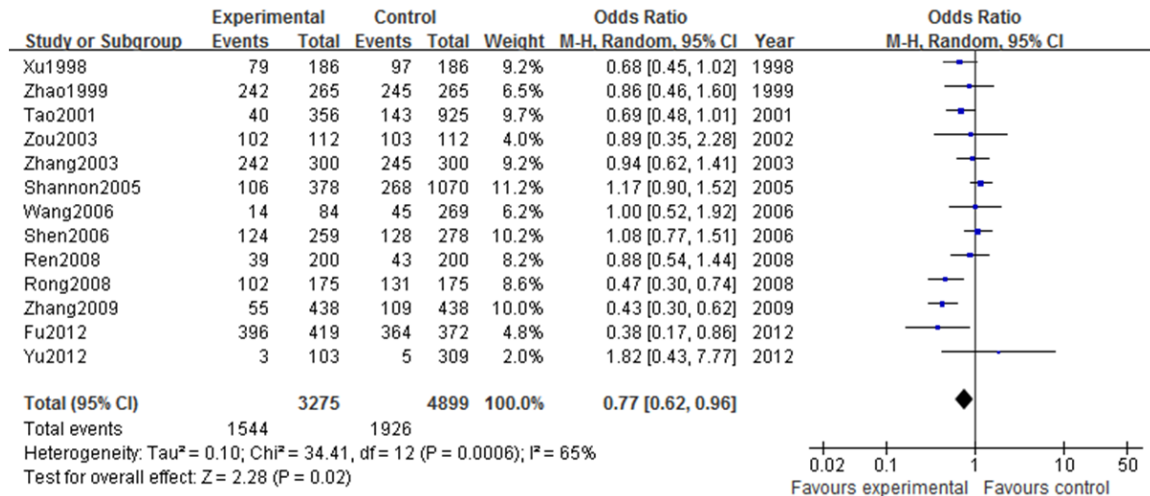 Experimental Control Odds Ratio Odds Ratio
Study or Subgroup Events Total Events Total Weight M-H, Random, 95% CI Year M-H, Random, 95% CI
Xu1998 79 186 97 186 9.2% 0.68 [0.45, 1.02] 1998
Zhao1999 242 265 245 265 6.5% 0.86 [0.46, 1.60] 1999
Tao2001 40 356 143 925 9.7% 0.69 [0.48, 1.01] 2001
Zou2003 102 112 103 112 4.0% 0.89 [0.35, 2.28] 2002
Zhang2003 242 300 245 300 9.2% 0.94 [0.62, 1.41] 2003
Shannon2005 106 378 268 1070 11.2% 1.17 [0.90, 1.52] 2005
Wang2006 14 84 45 269 6.2% 1.00 [0.52, 1.92] 2006
Shen2006 124 259 128 278 10.2% 1.08 [0.77, 1.51] 2006
Ren2008 39 200 43 200 8.2% 0.88 [0.54, 1.44] 2008
Rong2008 102 175 131 175 8.6% 0.47 [0.30, 0.74] 2008
Zhang2009 55 438 109 438 10.0% 0.43 [0.30, 0.62] 2009
Fu2012 396 419 364 372 4.8% 0.38 [0.17, 0.86] 2012
Yu2012 3 103 5 309 2.0% 1.82 [0.43, 7.77] 2012
Total (95% CI) 3275 4899 100.0% 0.77 [0.62, 0.96]
Total events 1544 1926
Heterogeneity: Tau² = 0.10; Chi² = 34.41, df = 12 (P = 0.0006); I² = 65%
Test for overall effect: Z = 2.28 (P = 0.02)
0.02 0.1 1 10 50
Favours experimental Favours control